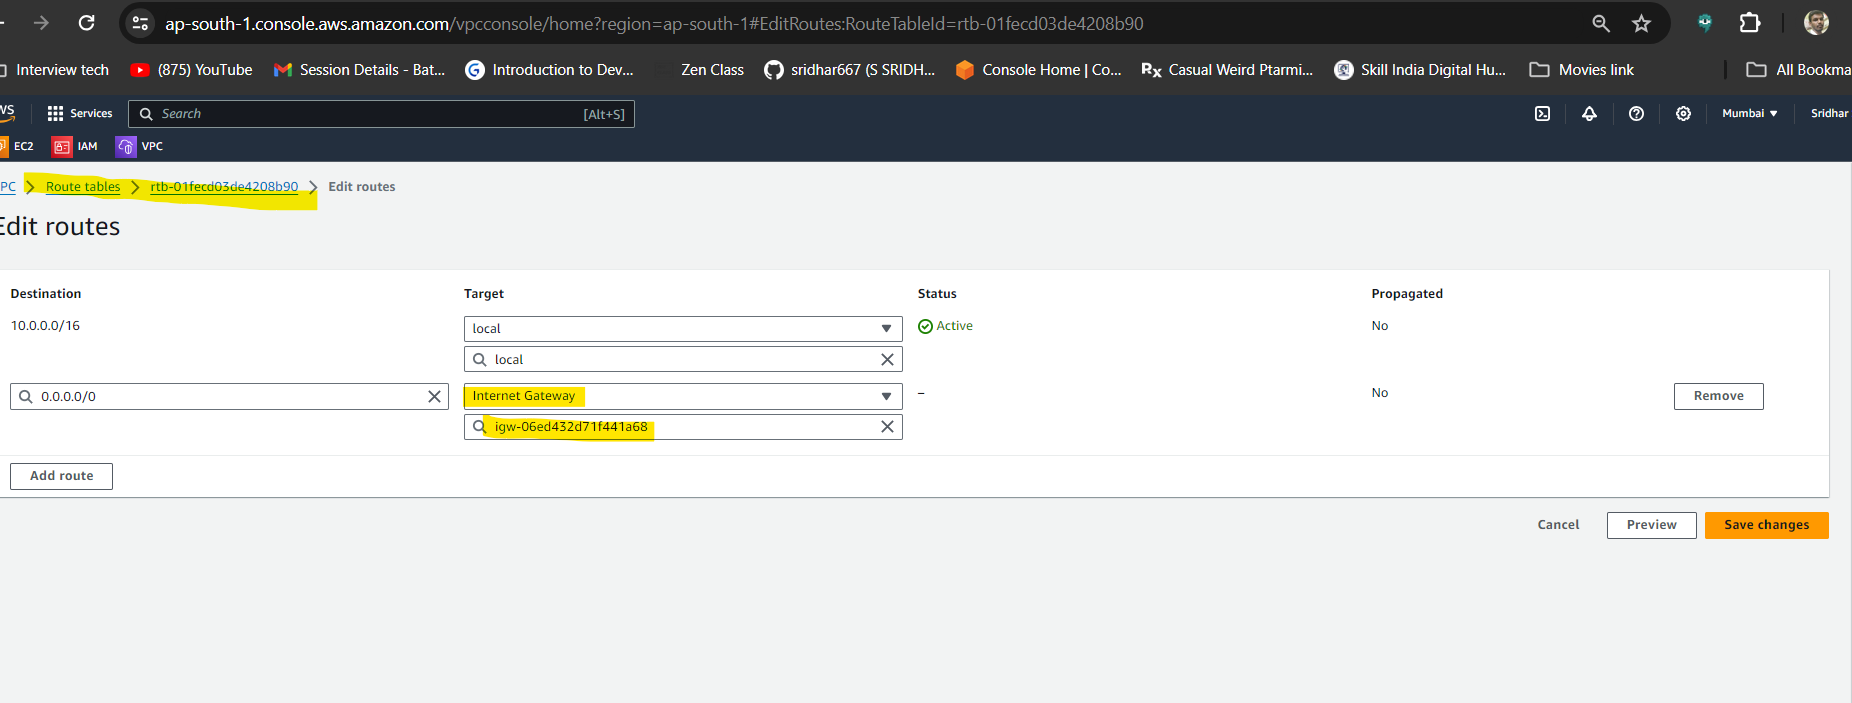 ap-south-1.console.aws.amazon.com/vpcconsole/home?region=ap-south-1#EditRoutes:RouteTableId=rtb-01fecd03de4208b90
Interview tech (875) YouTube Session Details - Bat... Introduction to Dev... Zen Class sridhar667 (S SRIDH... Console Home | Co... Rx Casual Weird Ptarmi... Skill India Digital Hu... Movies link All Bookma
WS Services Search [Alt+S] Mumbai Sridhar
EC2 IAM VPC
PC Route tables rtb-01fecd03de4208b90 Edit routes
Edit routes
Destination Target Status Propagated
10.0.0.0/16 local Active No
local
0.0.0.0/0 Internet Gateway – No Remove
igw-06ed432d71f441a68
Add route
Cancel Preview Save changes